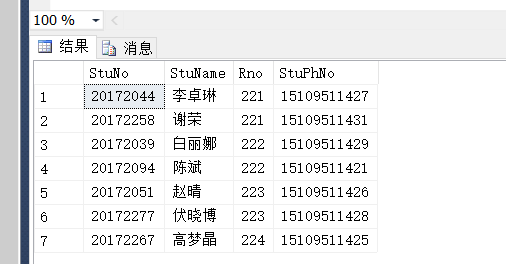 100 %
结果 消息
StuNo StuName Rno StuPhNo
1 20172044 李卓琳 221 15109511427
2 20172258 谢荣 221 15109511431
3 20172039 白丽娜 222 15109511429
4 20172094 陈斌 222 15109511421
5 20172051 赵晴 223 15109511426
6 20172277 伏晓博 223 15109511428
7 20172267 高梦晶 224 15109511425